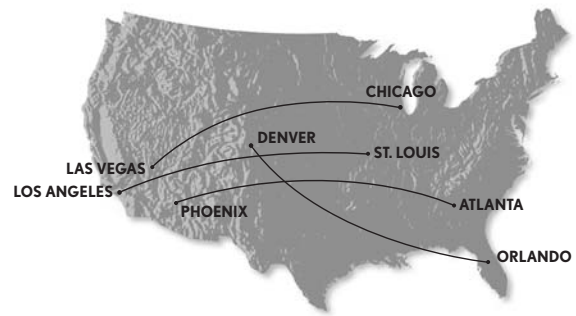 CHICAGO
DENVER
ST. LOUIS
LAS VEGAS
LOS ANGELES
PHOENIX
ATLANTA
ORLANDO